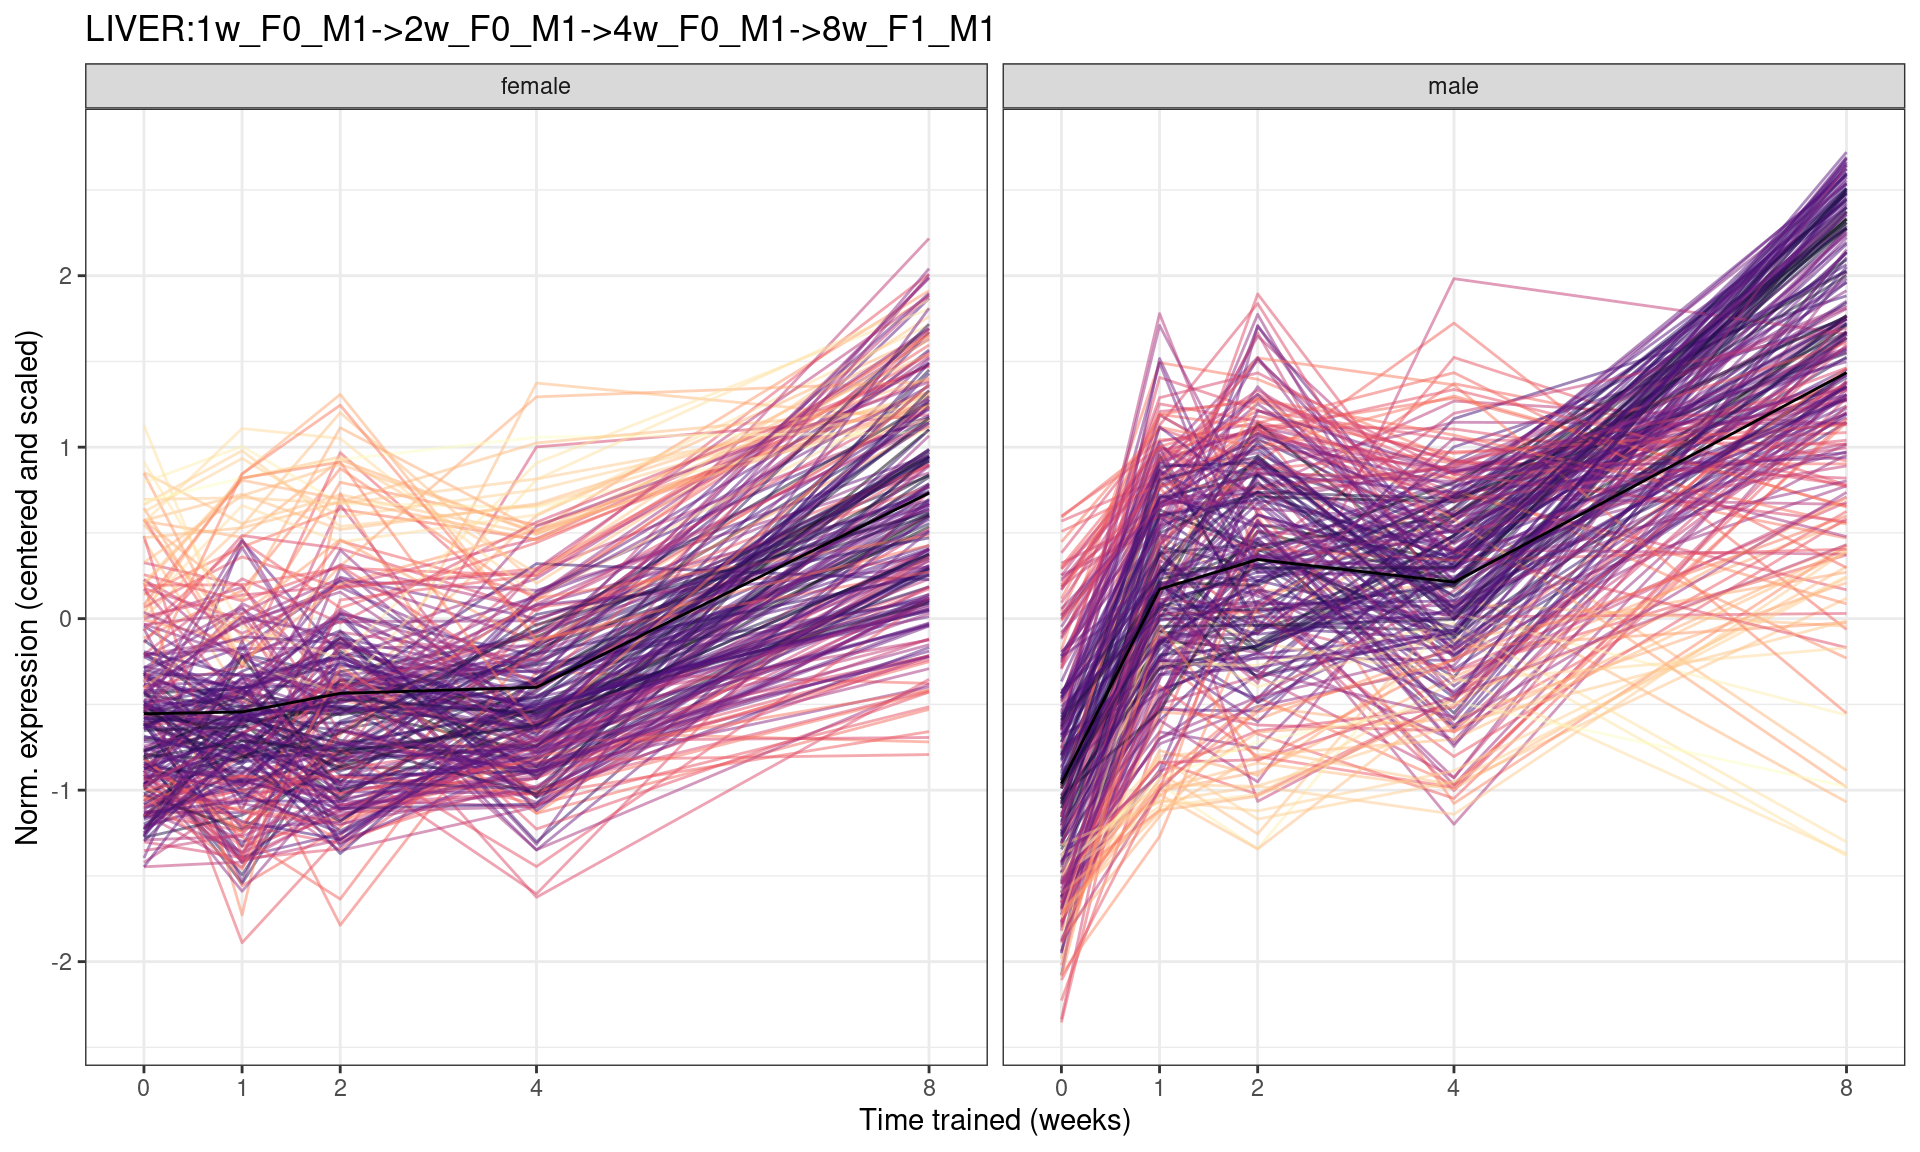 LIVER:1w_F0_M1->2w_F0_M1->4w_F0_M1->8w_F1_M1
female
male
Norm. expression (centered and scaled)
2
1
0
-1
-2
0 1 2 4 8
0 1 2 4 8
Time trained (weeks)